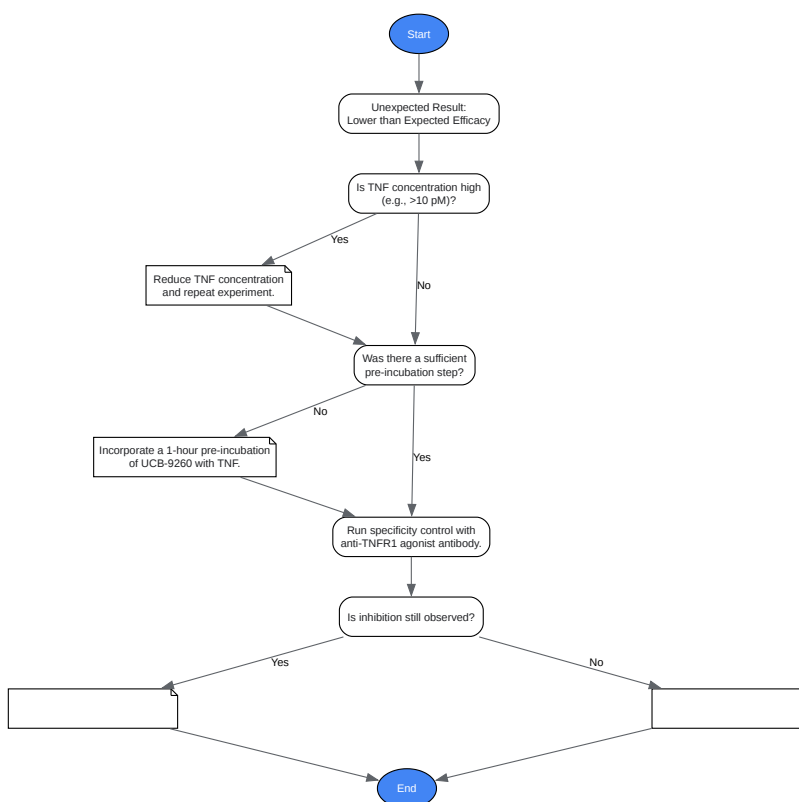 Start
Unexpected Result:
Lower than Expected Efficacy
Is TNF concentration high
(e.g., >10 pM)?
Yes
Reduce TNF concentration
and repeat experiment.
No
Was there a sufficient
pre-incubation step?
No
Incorporate a 1-hour pre-incubation
of UCB-9260 with TNF.
Yes
Run specificity control with
anti-TNFR1 agonist antibody.
Is inhibition still observed?
Yes
No
End